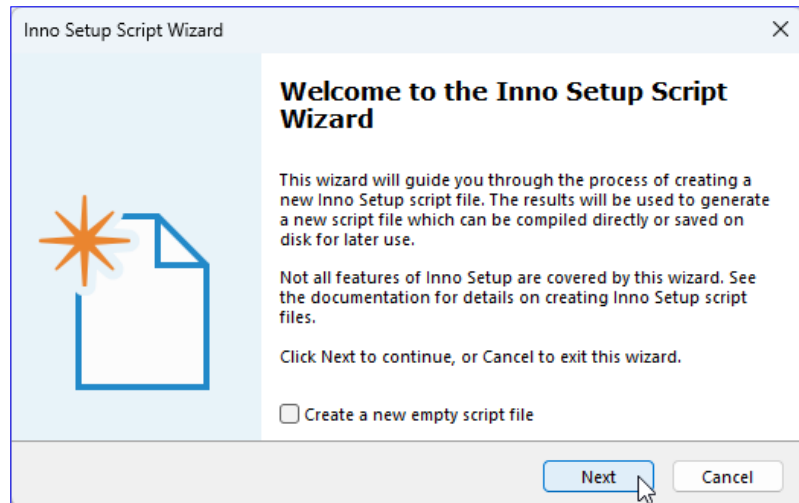 Inno Setup Script Wizard
Welcome to the Inno Setup Script
Wizard
This wizard will guide you through the process of creating a
new Inno Setup script file. The results will be used to generate
a new script file which can be compiled directly or saved on
disk for later use.
Not all features of Inno Setup are covered by this wizard. See
the documentation for details on creating Inno Setup script
files.
Click Next to continue, or Cancel to exit this wizard.
Create a new empty script file
Next
Cancel